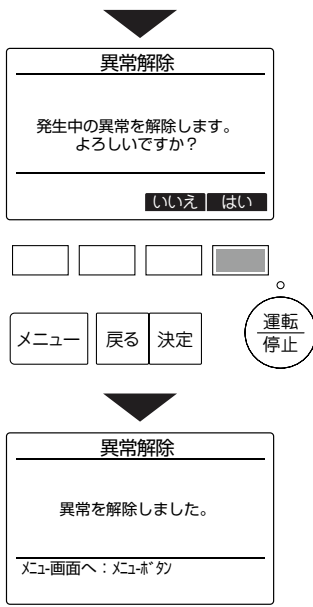 異常解除
発生中の異常を解除します。
よろしいですか？
いいえ はい
メニュー 戻る 決定 運転
停止
異常解除
異常を解除しました。
ﾒﾆｭｰ画面へ：ﾒﾆｭｰﾎﾞﾀﾝ